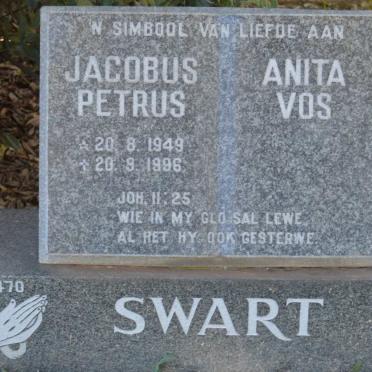 'N SIMBOOL VAN LIEFDE AAN
JACOBUS PETRUS
20. 8. 1949
20. 9. 1996
JOH. 11: 25
WIE IN MY GLO SAL LEWE
AL HET HY OOK GESTERWE.
ANITA VOS
470
SWART